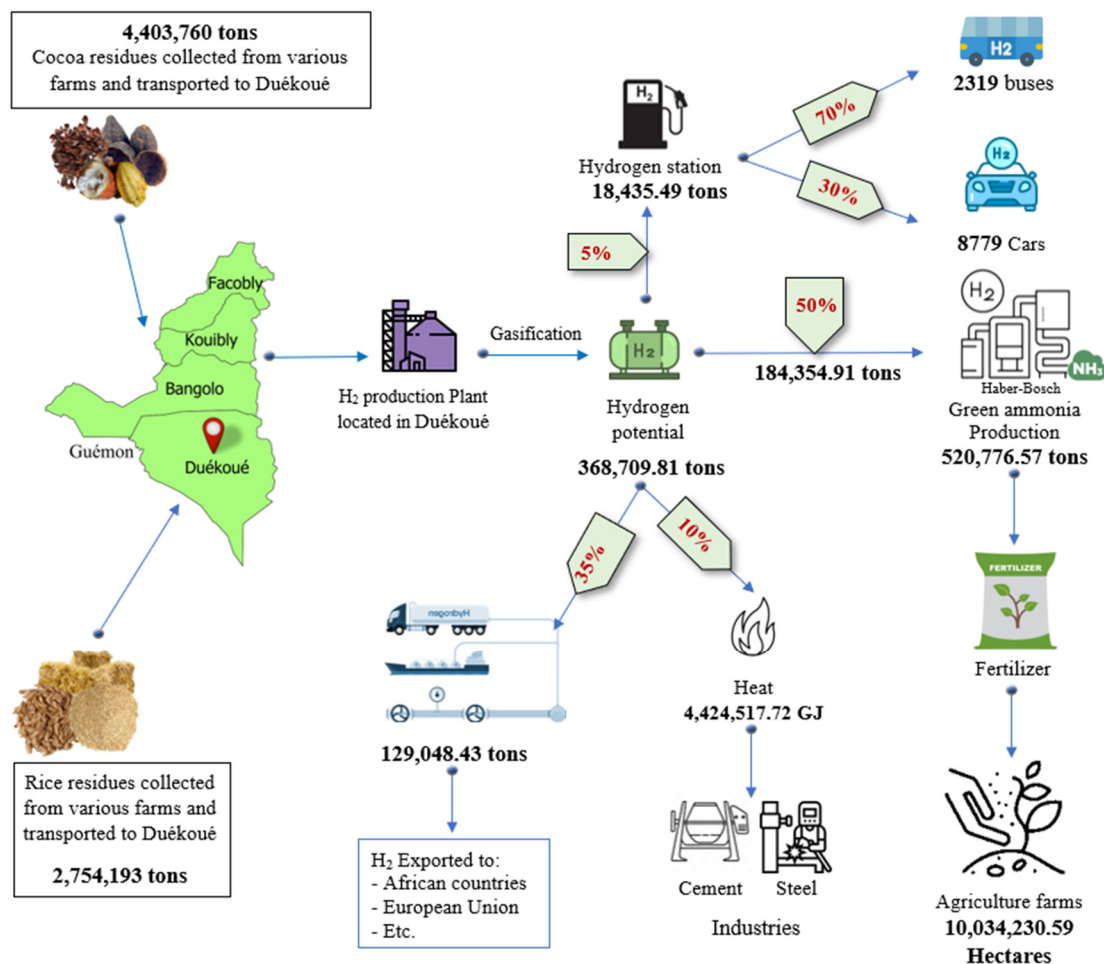 4,403,760 tons
Cocoa residues collected from various
farms and transported to Duékoué
Facobly
Kouibly
Bangolo
Guémon
Duékoué
Rice residues collected
from various farms and
transported to Duékoué
2,754,193 tons
H₂ production Plant
located in Duékoué
Gasification
H₂
Hydrogen
potential
368,709.81 tons
5%
H₂
Hydrogen station
18,435.49 tons
70%
H2
2319 buses
30%
H₂
8779 Cars
50%
184,354.91 tons
H₂
NH₃
Haber-Bosch
Green ammonia
Production
520,776.57 tons
FERTILIZER
Fertilizer
Agriculture farms
10,034,230.59
Hectares
10%
Heat
4,424,517.72 GJ
Cement
Steel
Industries
35%
Hydrogen
129,048.43 tons
H₂ Exported to:
- African countries
- European Union
- Etc.